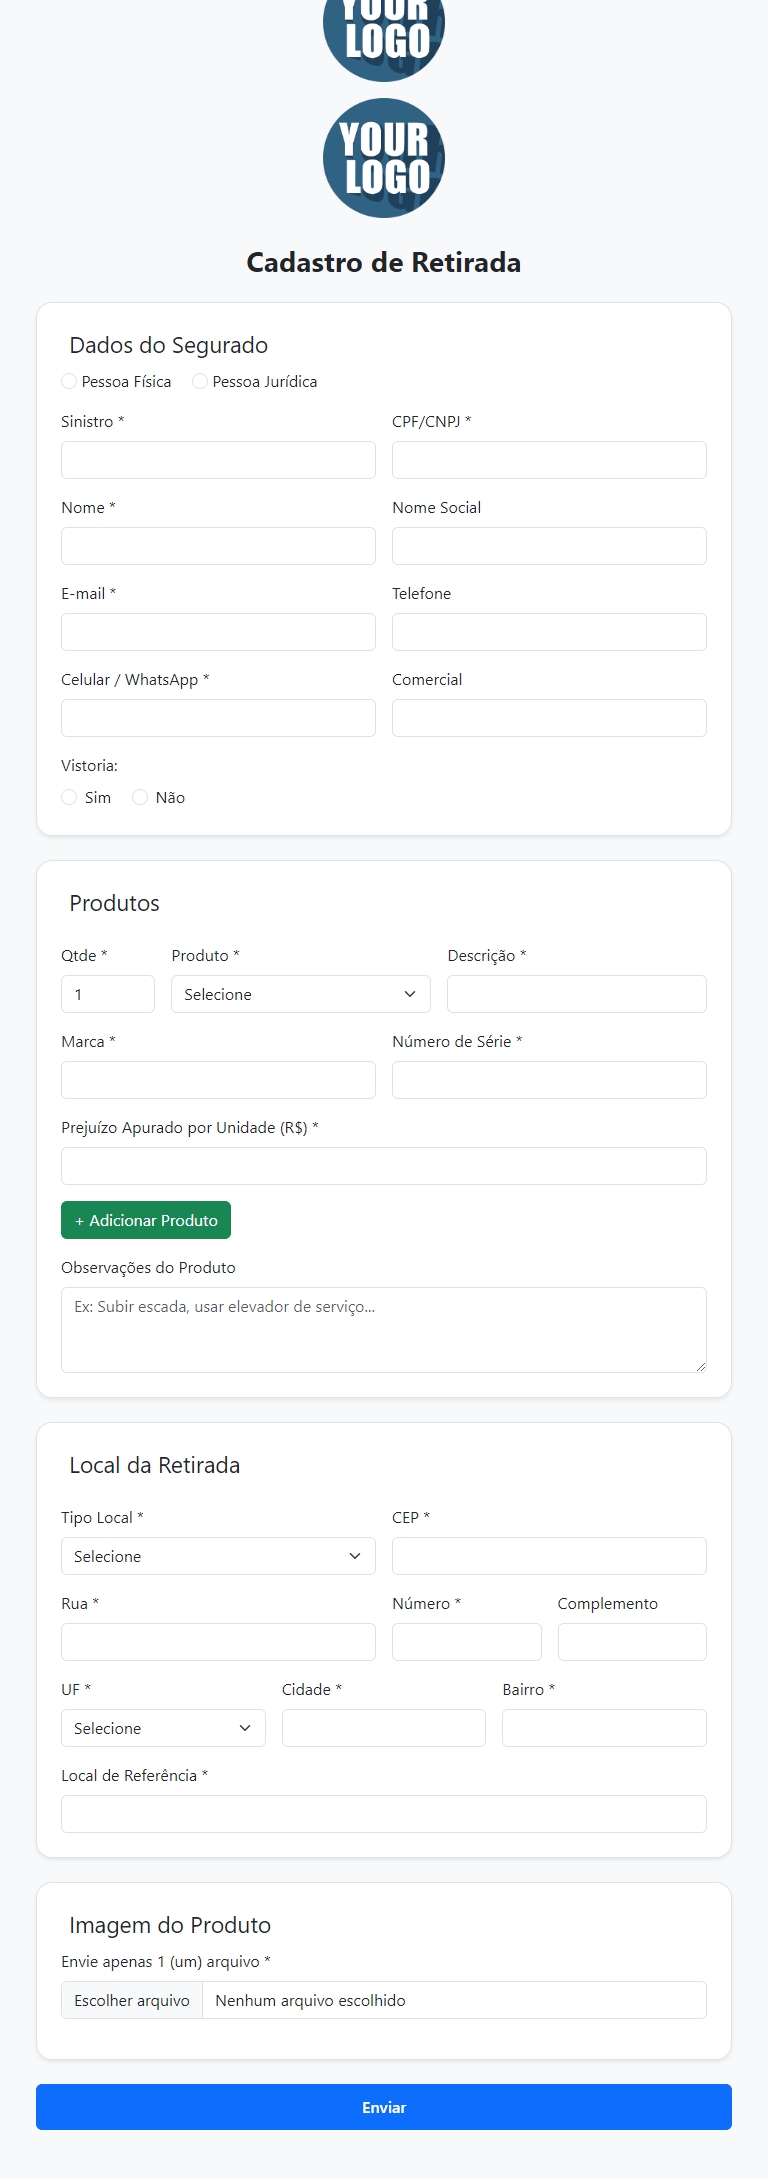 YOUR
LOGO
YOUR
LOGO
Cadastro de Retirada
Dados do Segurado
Pessoa Física Pessoa Jurídica
Sinistro * CPF/CNPJ *
Nome * Nome Social
E-mail * Telefone
Celular / WhatsApp * Comercial
Vistoria:
Sim Não
Produtos
Qtde * Produto * Descrição *
1 Selecione
Marca * Número de Série *
Prejuízo Apurado por Unidade (R$) *
+ Adicionar Produto
Observações do Produto
Ex: Subir escada, usar elevador de serviço...
Local da Retirada
Tipo Local * CEP *
Selecione
Rua * Número * Complemento
UF * Cidade * Bairro *
Selecione
Local de Referência *
Imagem do Produto
Envie apenas 1 (um) arquivo *
Escolher arquivo Nenhum arquivo escolhido
Enviar